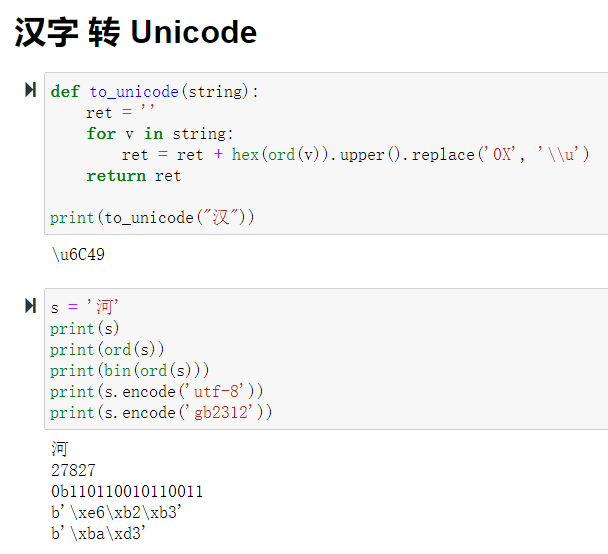 汉字 转 Unicode
def to_unicode(string):
    ret = ''
    for v in string:
        ret = ret + hex(ord(v)).upper().replace('0X', '\\u')
    return ret
print(to_unicode("汉"))
\u6C49
s = '河'
print(s)
print(ord(s))
print(bin(ord(s)))
print(s.encode('utf-8'))
print(s.encode('gb2312'))
河
27827
0b110110010110011
b'\xe6\xb2\xb3'
b'\xba\xd3'